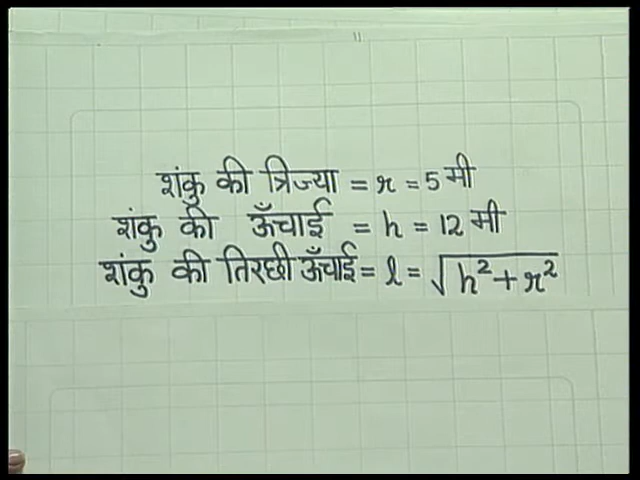 शंकु की त्रिज्या = r = 5 मी
शंकु की ऊँचाई = h = 12 मी
शंकु की तिरछी ऊँचाई = l = √h²+r²